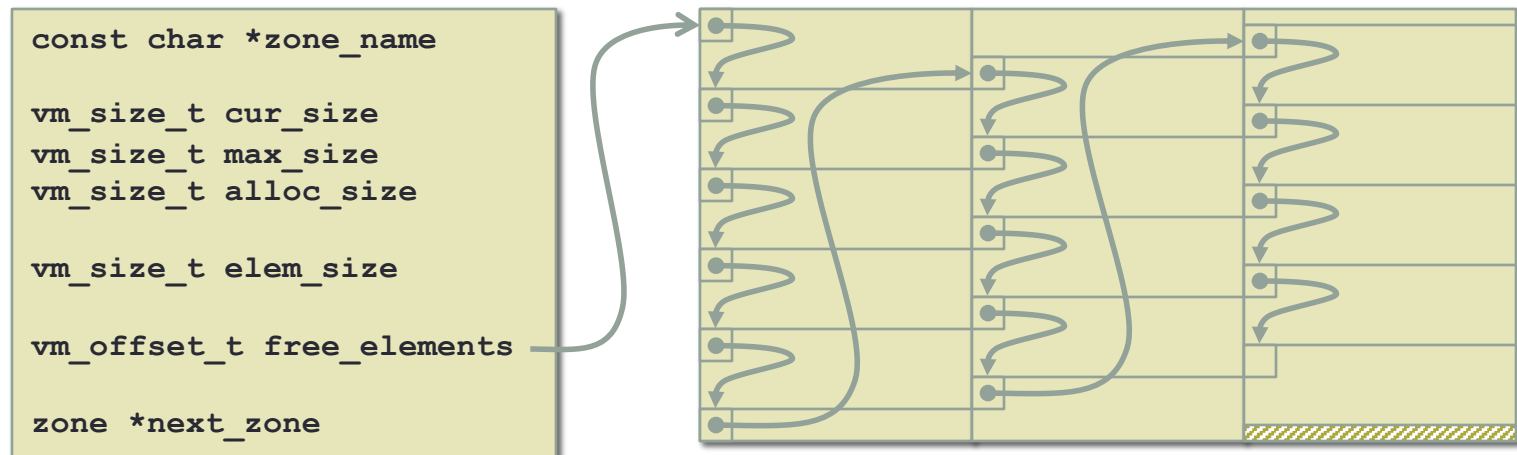 const char *zone_name
vm_size_t cur_size
vm_size_t max_size
vm_size_t alloc_size
vm_size_t elem_size
vm_offset_t free_elements
zone *next_zone